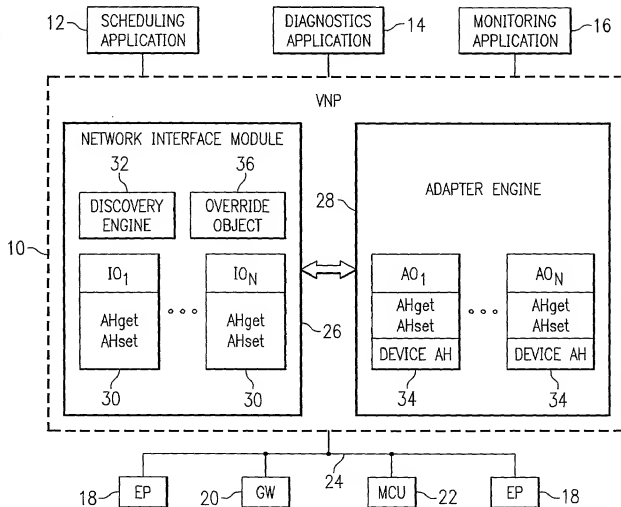 12
SCHEDULING
APPLICATION
DIAGNOSTICS
APPLICATION
14
MONITORING
APPLICATION
16
VNP
NETWORK INTERFACE MODULE
32
36
DISCOVERY
ENGINE
OVERRIDE
OBJECT
28
ADAPTER ENGINE
10
IO1
ION
AHget
AHset
AHget
AHset
30
30
26
AO1
AON
AHget
AHset
AHget
AHset
DEVICE AH
DEVICE AH
34
34
24
18
EP
20
GW
MCU
22
EP
18